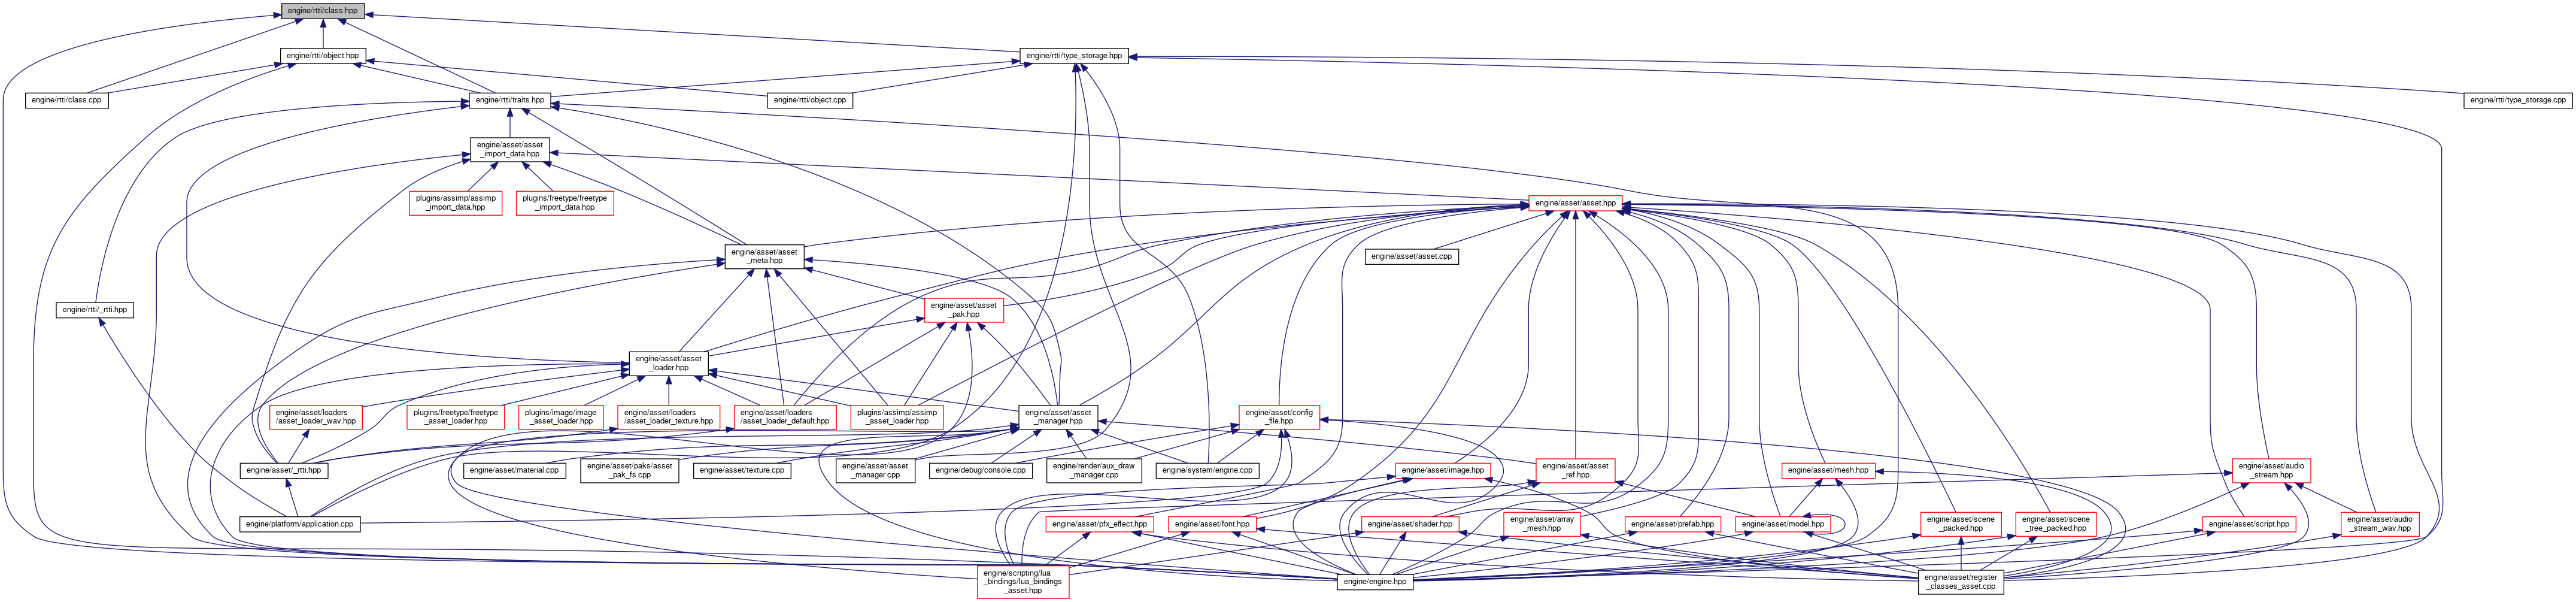 engine/rtti/class.hpp
engine/rtti/object.hpp
engine/rtti/type_storage.hpp
engine/rtti/class.cpp
engine/rtti/traits.hpp
engine/rtti/object.cpp
engine/rtti/type_storage.cpp
engine/asset/asset
_import_data.hpp
plugins/assimp/assimp
_import_data.hpp
plugins/freetype/freetype
_import_data.hpp
engine/asset/asset.hpp
engine/asset/asset
_meta.hpp
engine/asset/asset.cpp
engine/rtti/_rtti.hpp
engine/asset/asset
_pak.hpp
engine/asset/asset
_loader.hpp
engine/asset/loaders
/asset_loader_wav.hpp
plugins/freetype/freetype
_asset_loader.hpp
plugins/image/image
_asset_loader.hpp
engine/asset/loaders
/asset_loader_texture.hpp
engine/asset/loaders
/asset_loader_default.hpp
plugins/assimp/assimp
_asset_loader.hpp
engine/asset/asset
_manager.hpp
engine/asset/config
_file.hpp
engine/asset/_rtti.hpp
engine/asset/material.cpp
engine/asset/paks/asset
_pak_fs.cpp
engine/asset/texture.cpp
engine/asset/asset
_manager.cpp
engine/debug/console.cpp
engine/render/aux_draw
_manager.cpp
engine/system/engine.cpp
engine/asset/image.hpp
engine/asset/asset
_ref.hpp
engine/asset/mesh.hpp
engine/asset/audio
_stream.hpp
engine/platform/application.cpp
engine/asset/pfx_effect.hpp
engine/asset/font.hpp
engine/asset/shader.hpp
engine/asset/array
_mesh.hpp
engine/asset/prefab.hpp
engine/asset/model.hpp
engine/asset/scene
_packed.hpp
engine/asset/scene
_tree_packed.hpp
engine/asset/script.hpp
engine/asset/audio
_stream_wav.hpp
engine/scripting/lua
_bindings/lua_bindings
_asset.hpp
engine/engine.hpp
engine/asset/register
_classes_asset.cpp